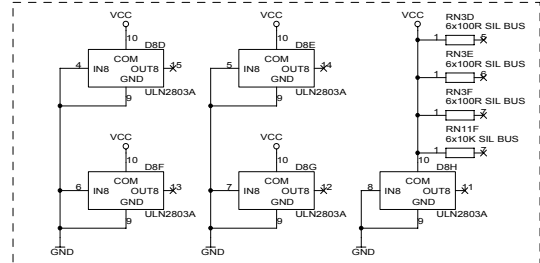 VCC
10
D8D
4
IN8
COM
OUT8
15
GND
ULN2803A
9
VCC
10
D8E
5
IN8
COM
OUT8
14
GND
ULN2803A
9
VCC
RN3D
6x100R SIL BUS
1
5
RN3E
6x100R SIL BUS
1
6
RN3F
6x100R SIL BUS
1
7
RN11F
6x10K SIL BUS
1
7
VCC
10
D8F
6
IN8
COM
OUT8
13
GND
ULN2803A
9
GND
VCC
10
D8G
7
IN8
COM
OUT8
12
GND
ULN2803A
9
GND
10
D8H
8
IN8
COM
OUT8
11
GND
ULN2803A
9
GND